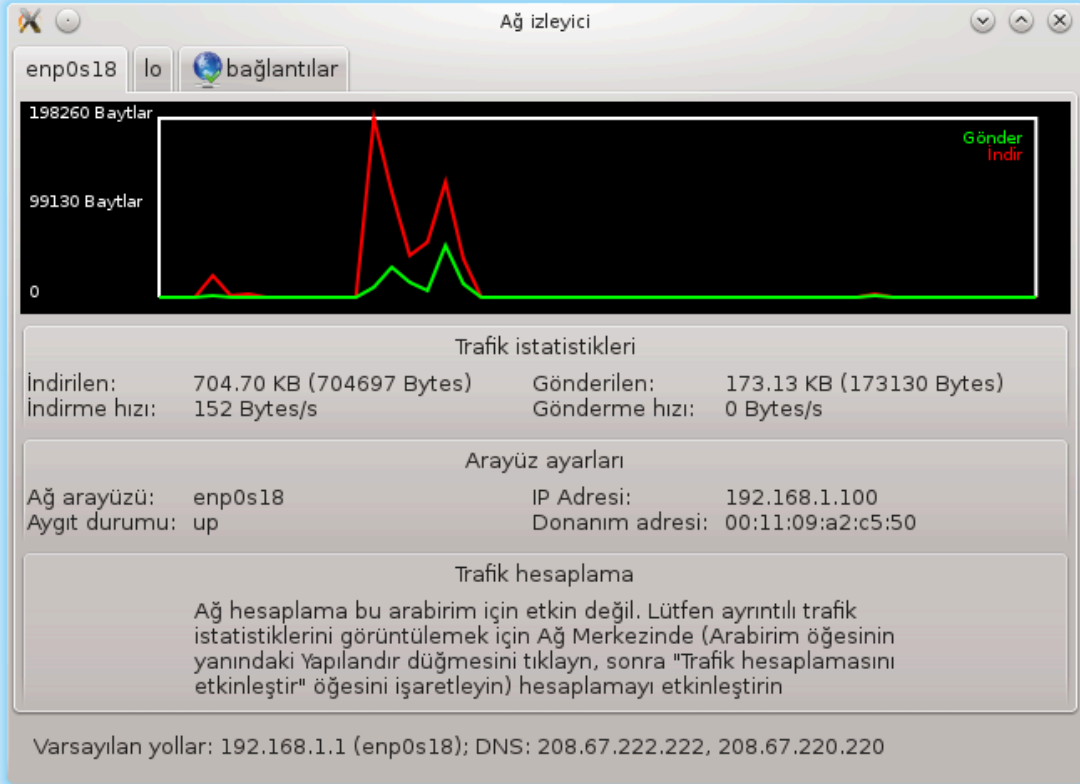 Ağ izleyici
enp0s18 lo bağlantılar
198260 Baytlar
Gönder
İndir
99130 Baytlar
0
Trafik istatistikleri
İndirilen: 704.70 KB (704697 Bytes) Gönderilen: 173.13 KB (173130 Bytes)
İndirme hızı: 152 Bytes/s Gönderme hızı: 0 Bytes/s
Arayüz ayarları
Ağ arayüzü: enp0s18 IP Adresi: 192.168.1.100
Aygıt durumu: up Donanım adresi: 00:11:09:a2:c5:50
Trafik hesaplama
Ağ hesaplama bu arabirim için etkin değil. Lütfen ayrıntılı trafik
istatistiklerini görüntülemek için Ağ Merkezinde (Arabirim öğesinin
yanındaki Yapılandır düğmesini tıklayn, sonra "Trafik hesaplamasını
etkinleştir" öğesini işaretleyin) hesaplamayı etkinleştirin
Varsayılan yollar: 192.168.1.1 (enp0s18); DNS: 208.67.222.222, 208.67.220.220